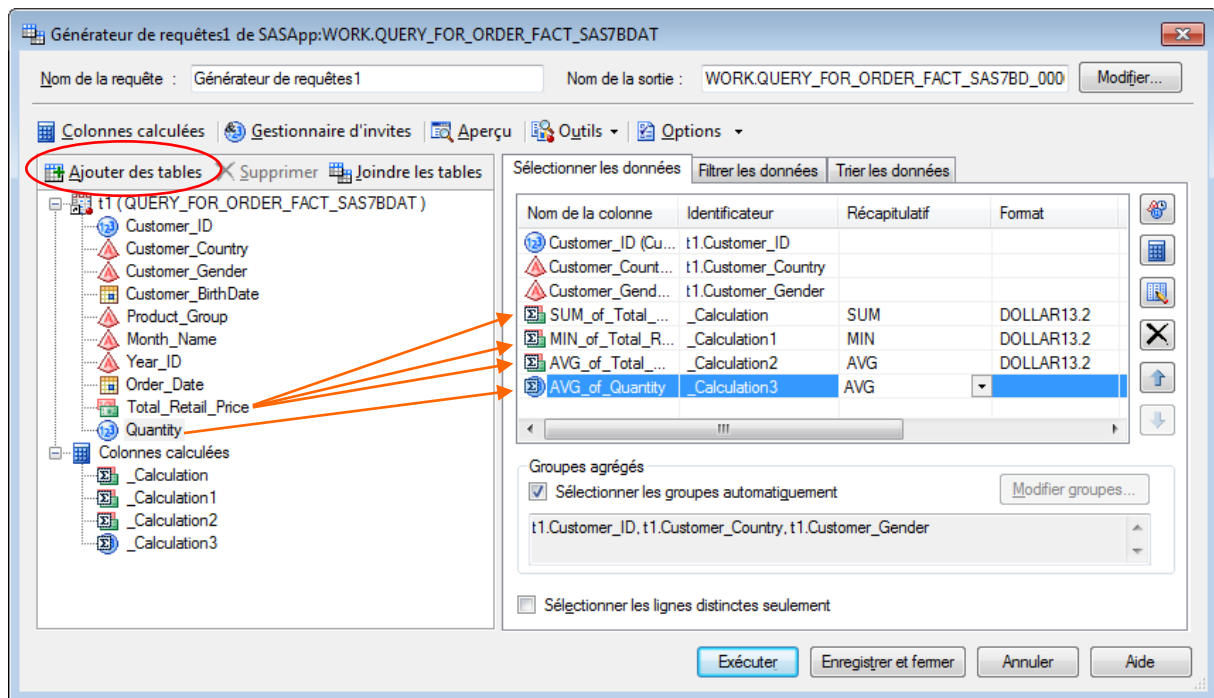 Générateur de requêtes1 de SASApp:WORK.QUERY_FOR_ORDER_FACT_SAS7BDAT
Nom de la requête : Générateur de requêtes1 Nom de la sortie : WORK.QUERY_FOR_ORDER_FACT_SAS7BD_000 Modifier...
Colonnes calculées Gestionnaire d'invites Aperçu Outils Options
Ajouter des tables Supprimer Joindre les tables
t1 (QUERY_FOR_ORDER_FACT_SAS7BDAT)
Customer_ID
Customer_Country
Customer_Gender
Customer_BirthDate
Product_Group
Month_Name
Year_ID
Order_Date
Total_Retail_Price
Quantity
Colonnes calculées
_Calculation
_Calculation1
_Calculation2
_Calculation3
Sélectionner les données Filtrer les données Trier les données
Nom de la colonne Identificateur Récapitulatif Format
Customer_ID (Cu... t1.Customer_ID
Customer_Count... t1.Customer_Country
Customer_Gend... t1.Customer_Gender
SUM_of_Total_... _Calculation SUM DOLLAR13.2
MIN_of_Total_R... _Calculation1 MIN DOLLAR13.2
AVG_of_Total_... _Calculation2 AVG DOLLAR13.2
AVG_of_Quantity _Calculation3 AVG
Groupes agrégés
Sélectionner les groupes automatiquement Modifier groupes...
t1.Customer_ID, t1.Customer_Country, t1.Customer_Gender
Sélectionner les lignes distinctes seulement
Exécuter Enregistrer et fermer Annuler Aide